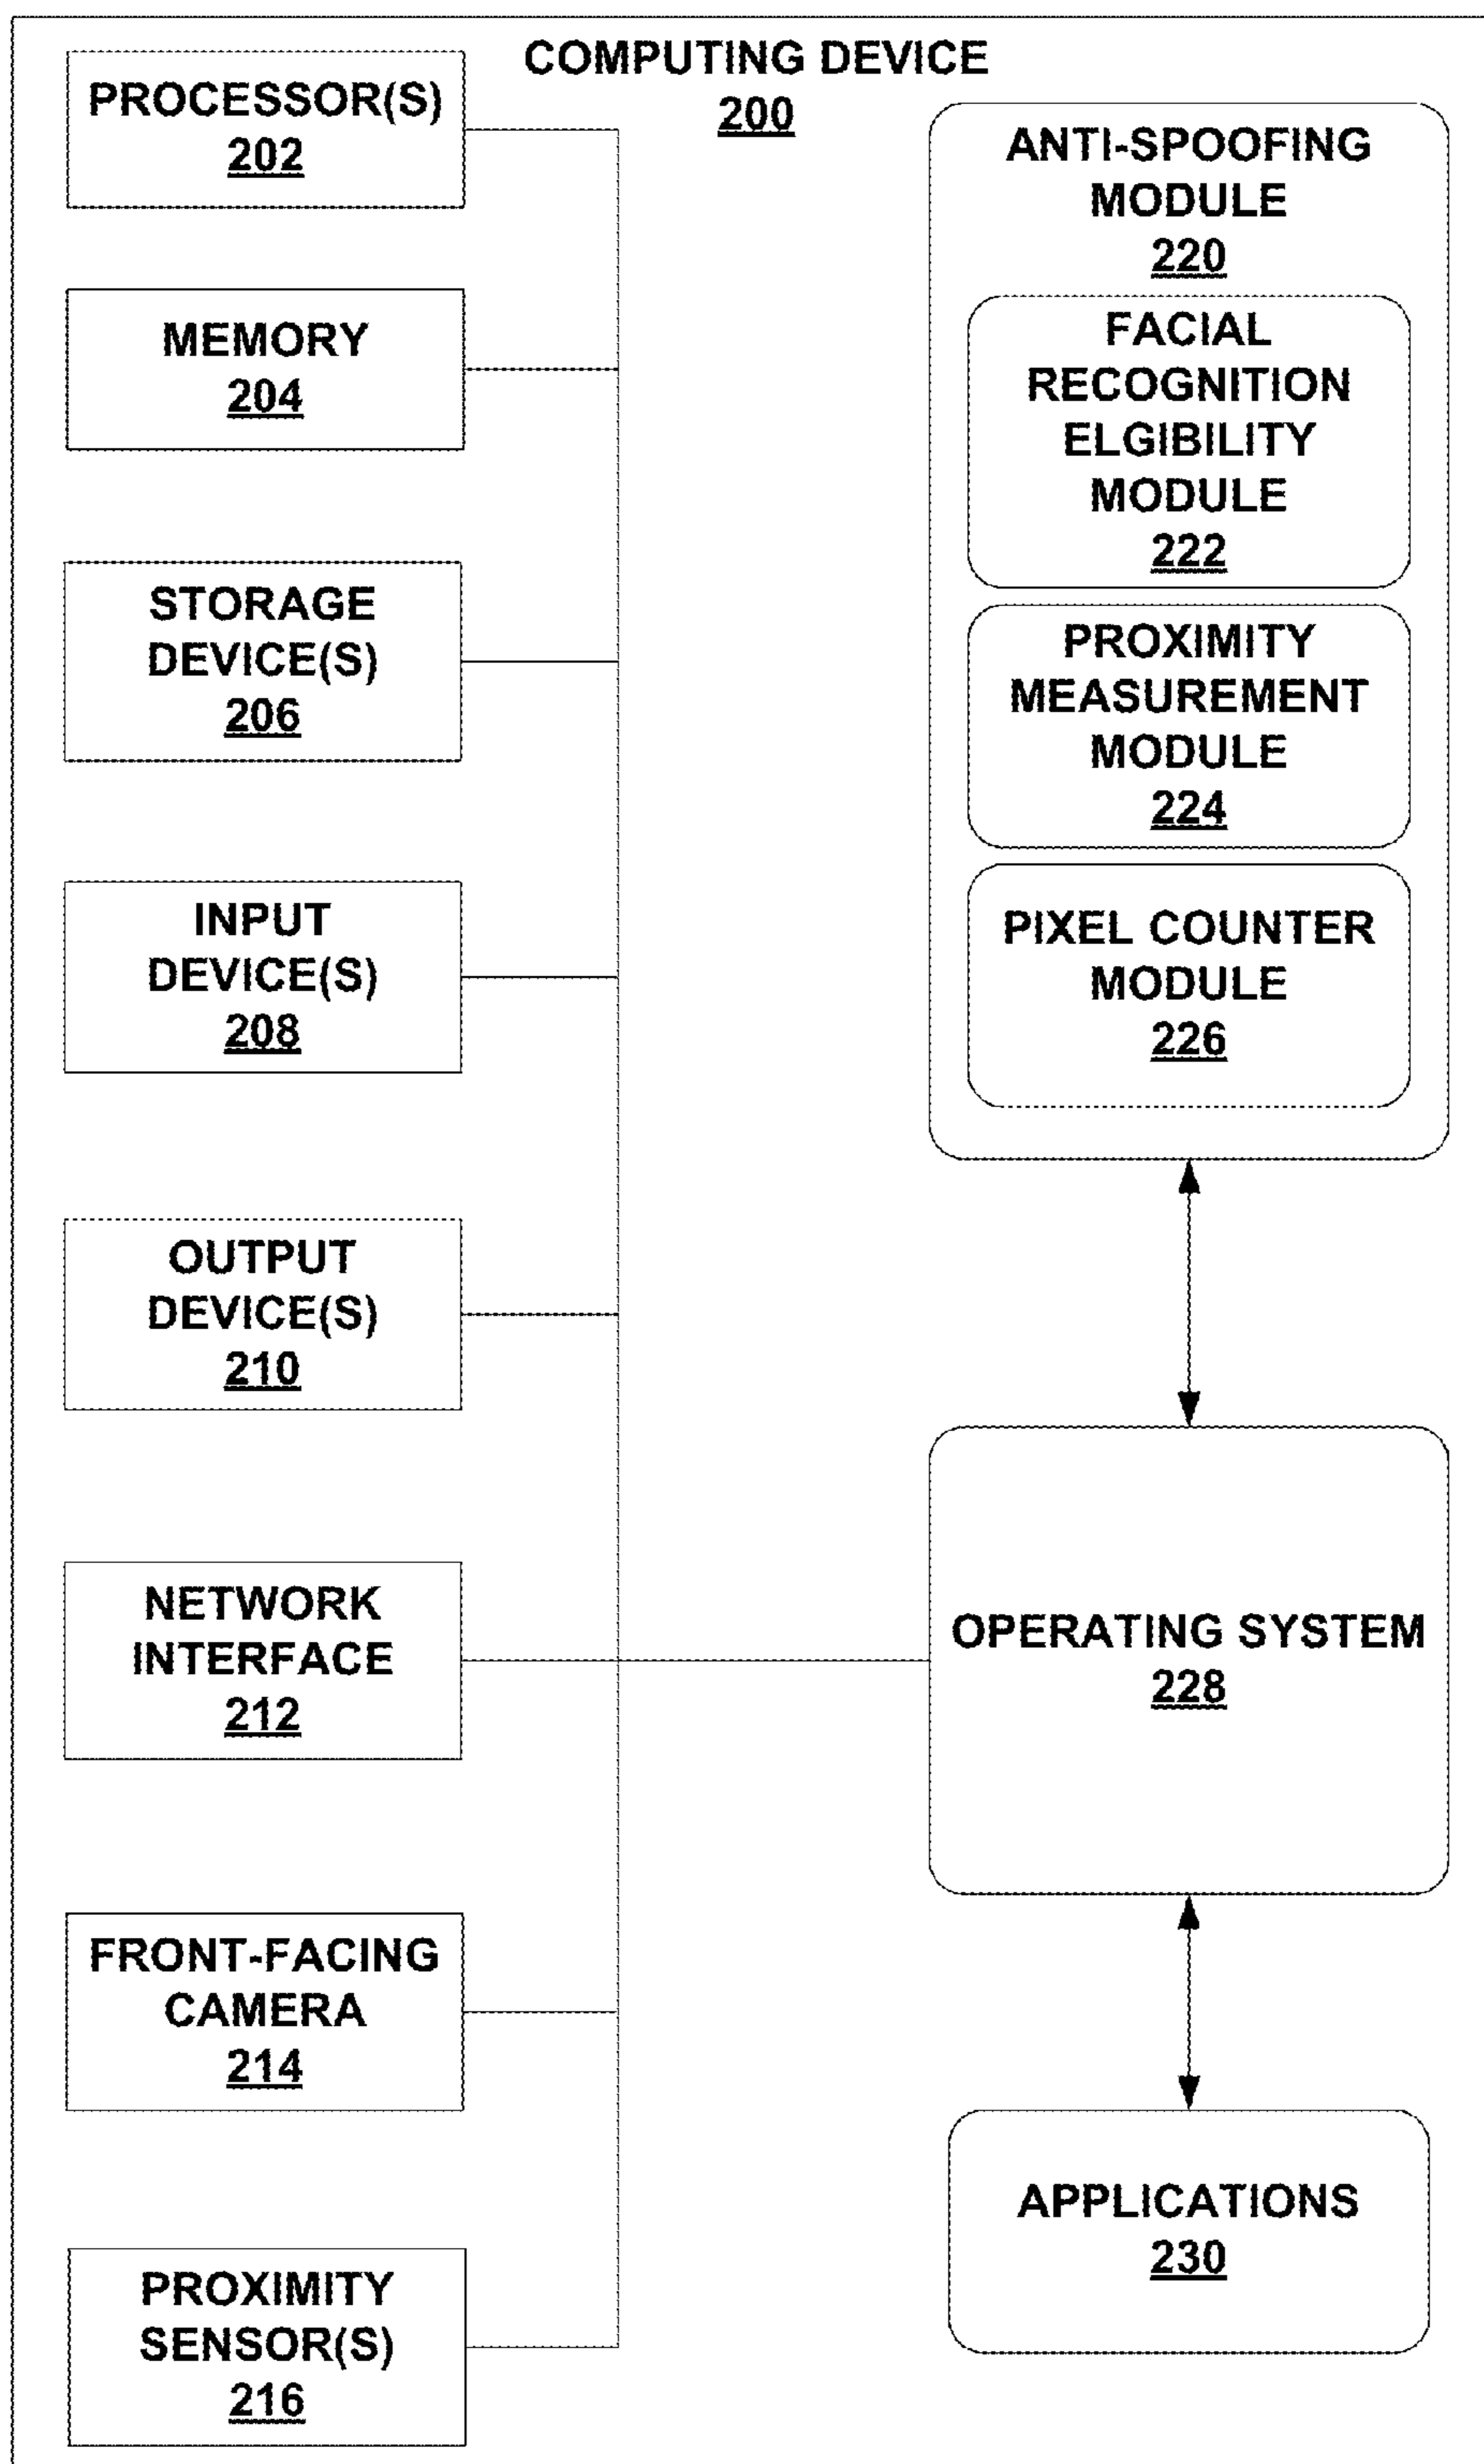 COMPUTING DEVICE
200
PROCESSOR(S)
202
MEMORY
204
STORAGE
DEVICE(S)
206
INPUT
DEVICE(S)
208
OUTPUT
DEVICE(S)
210
NETWORK
INTERFACE
212
FRONT-FACING
CAMERA
214
PROXIMITY
SENSOR(S)
216
ANTI-SPOOFING
MODULE
220
FACIAL
RECOGNITION
ELGIBILITY
MODULE
222
PROXIMITY
MEASUREMENT
MODULE
224
PIXEL COUNTER
MODULE
226
OPERATING SYSTEM
228
APPLICATIONS
230